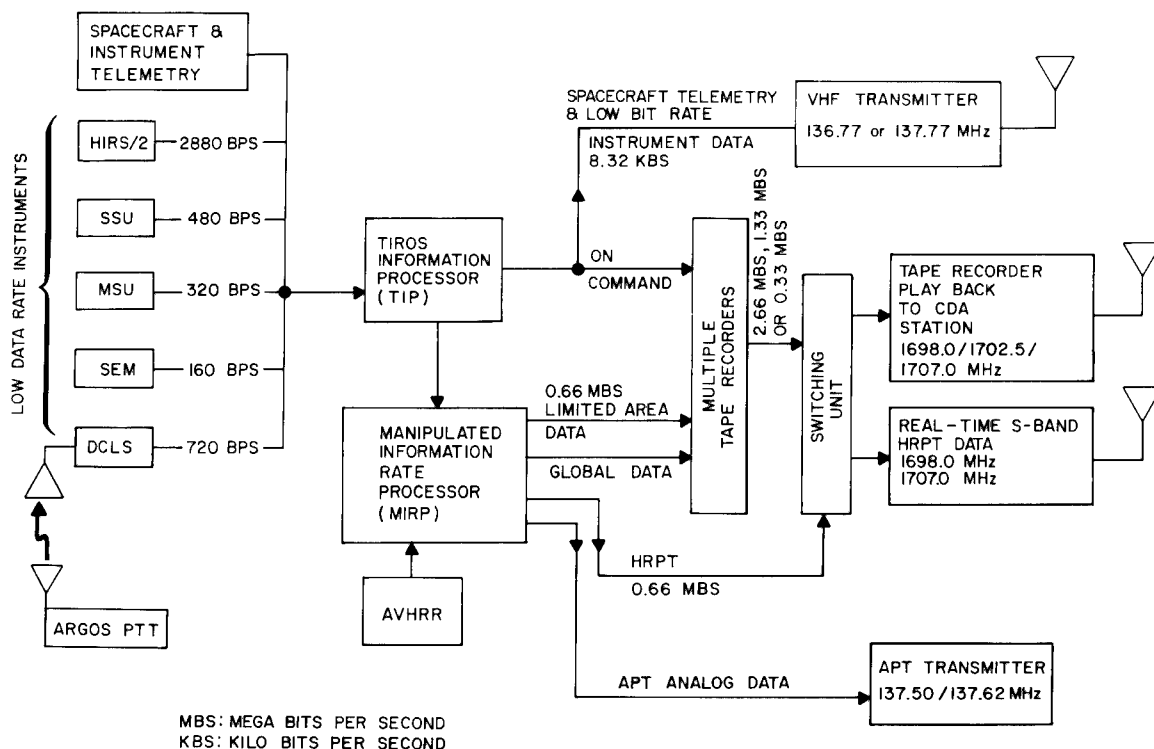 SPACECRAFT &
INSTRUMENT
TELEMETRY
LOW DATA RATE INSTRUMENTS
HIRS/2
2880 BPS
SSU
480 BPS
MSU
320 BPS
SEM
160 BPS
DCLS
720 BPS
ARGOS PTT
TIROS
INFORMATION
PROCESSOR
(TIP)
MANIPULATED
INFORMATION
RATE
PROCESSOR
(MIRP)
AVHRR
SPACECRAFT TELEMETRY
& LOW BIT RATE
INSTRUMENT DATA
8.32 KBS
ON
COMMAND
0.66 MBS
LIMITED AREA
DATA
GLOBAL DATA
HRPT
0.66 MBS
APT ANALOG DATA
MULTIPLE
TAPE RECORDERS
2.66 MBS, 1.33 MBS
OR 0.33 MBS
SWITCHING
UNIT
VHF TRANSMITTER
136.77 or 137.77 MHz
TAPE RECORDER
PLAY BACK
TO CDA
STATION
1698.0/1702.5/
1707.0 MHz
REAL-TIME S-BAND
HRPT DATA
1698.0 MHz
1707.0 MHz
APT TRANSMITTER
137.50/137.62 MHz
MBS: MEGA BITS PER SECOND
KBS: KILO BITS PER SECOND